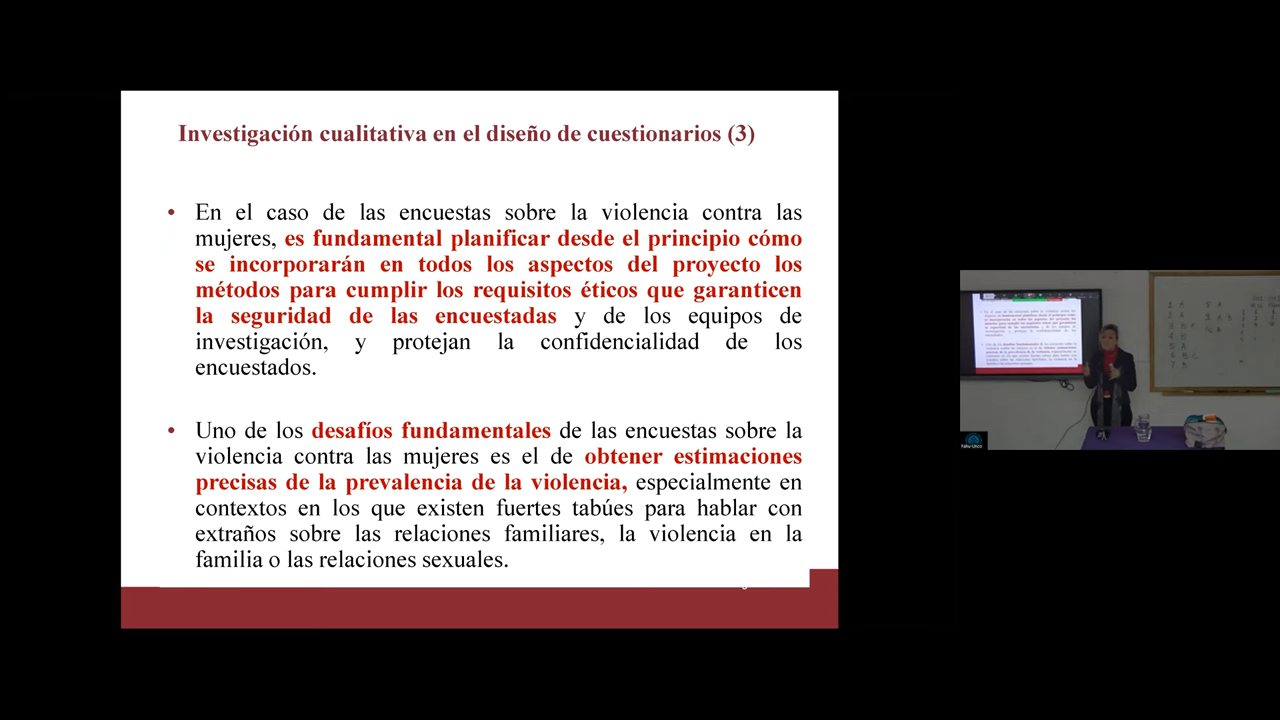 Investigación cualitativa en el diseño de cuestionarios (3)
• En el caso de las encuestas sobre la violencia contra las
mujeres, es fundamental planificar desde el principio cómo
se incorporarán en todos los aspectos del proyecto los
métodos para cumplir los requisitos éticos que garanticen
la seguridad de las encuestadas y de los equipos de
investigación, y protejan la confidencialidad de los
encuestados.
• Uno de los desafíos fundamentales de las encuestas sobre la
violencia contra las mujeres es el de obtener estimaciones
precisas de la prevalencia de la violencia, especialmente en
contextos en los que existen fuertes tabúes para hablar con
extraños sobre las relaciones familiares, la violencia en la
familia o las relaciones sexuales.
Fahu-Unco